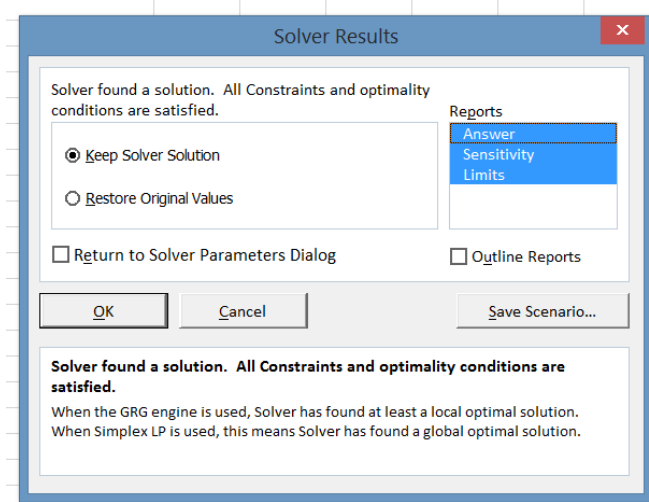 Solver Results
Solver found a solution.  All Constraints and optimality
conditions are satisfied.
Reports
Answer
Sensitivity
Limits
Keep Solver Solution
Restore Original Values
Return to Solver Parameters Dialog
Outline Reports
OK
Cancel
Save Scenario...
Solver found a solution.  All Constraints and optimality conditions are
satisfied.
When the GRG engine is used, Solver has found at least a local optimal solution.
When Simplex LP is used, this means Solver has found a global optimal solution.